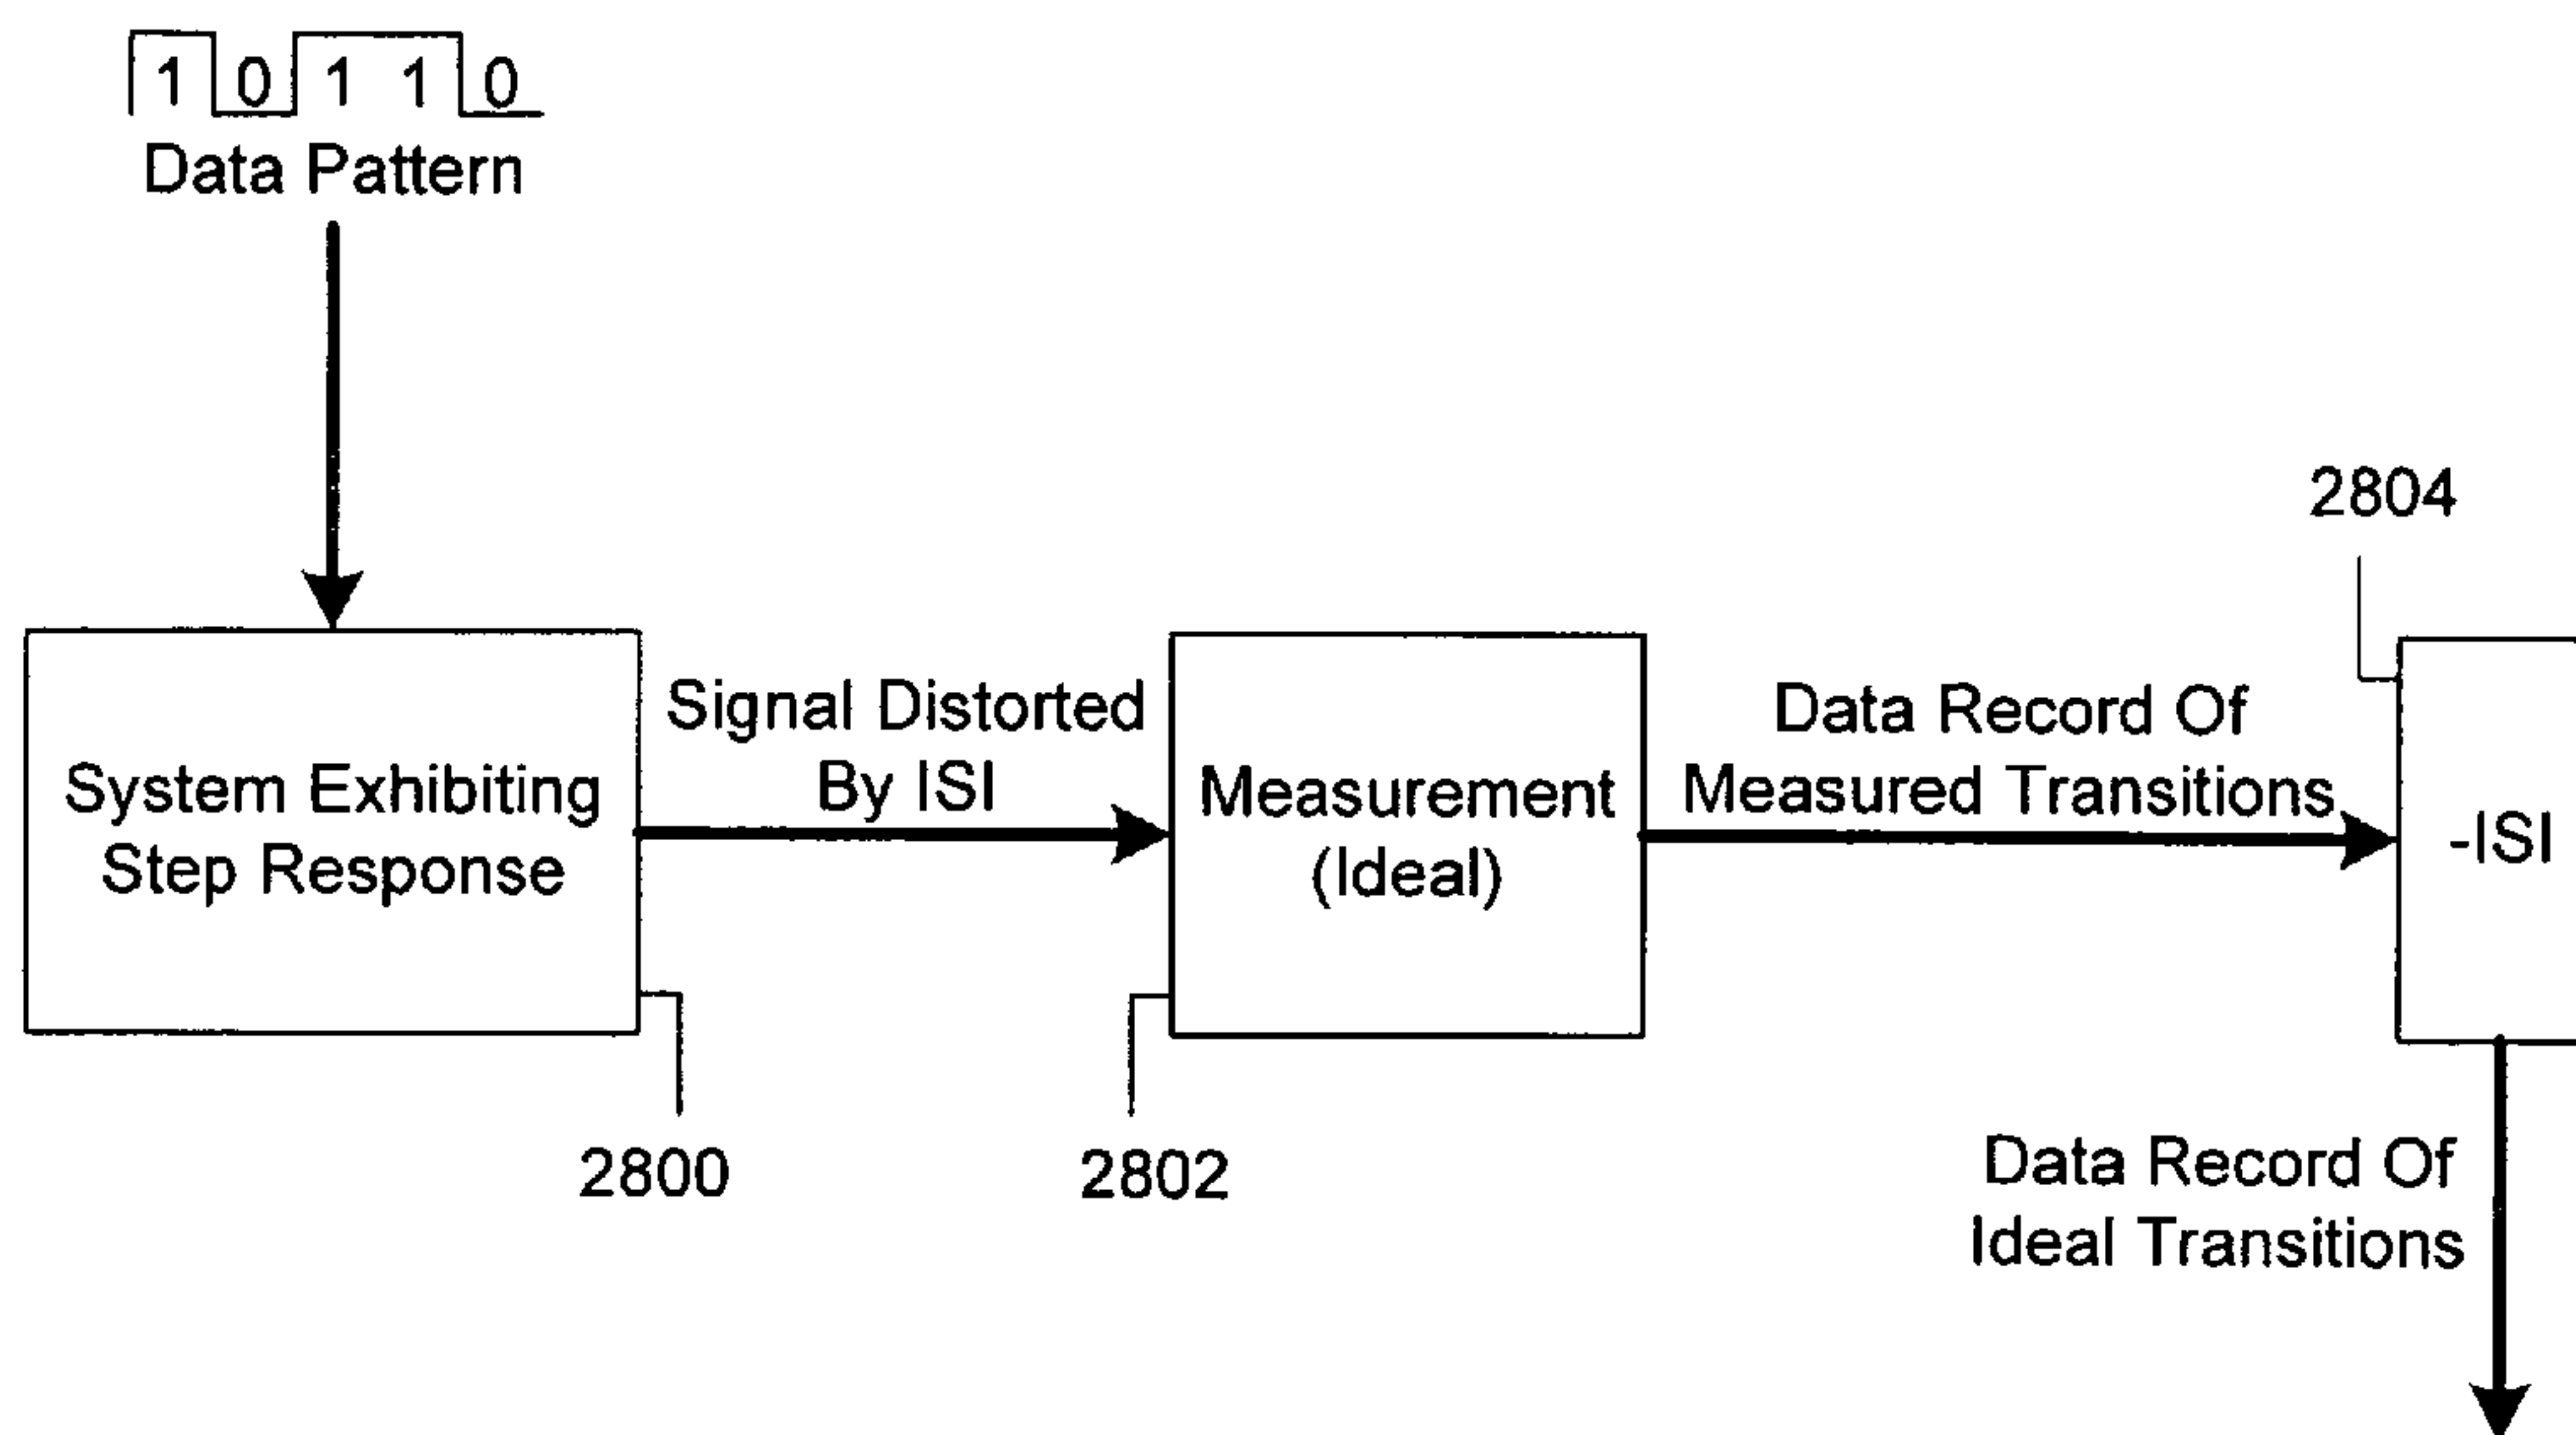 1 0 1 1 0
Data Pattern
2804
System Exhibiting
Step Response
Signal Distorted
By ISI
Measurement
(Ideal)
Data Record Of
Measured Transitions
-ISI
2800
2802
Data Record Of
Ideal Transitions